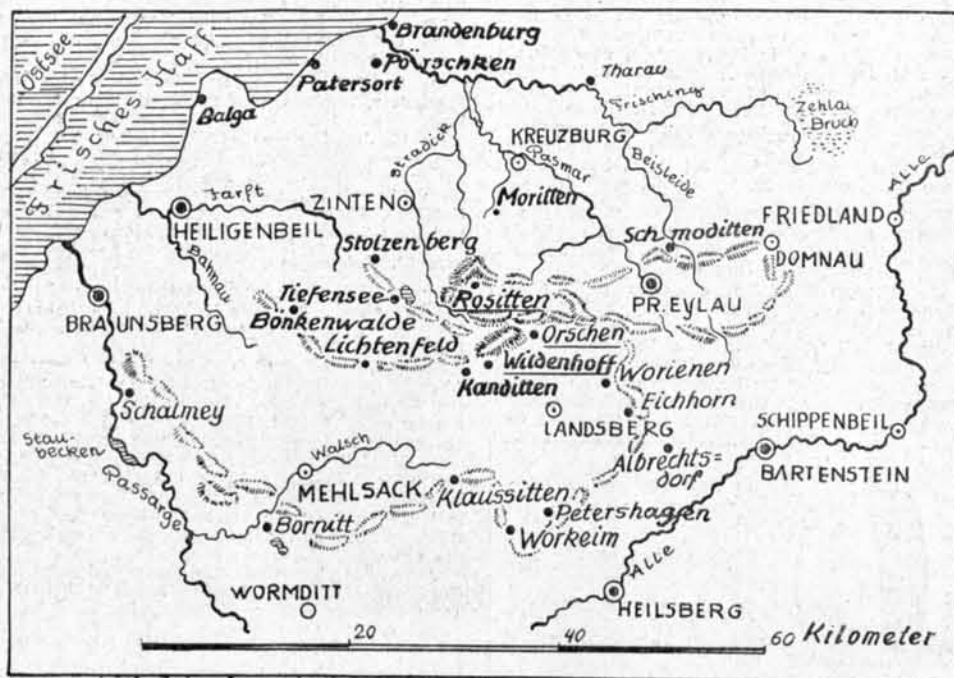 Ostsee
Frisches Haff
Brandenburg
Pörschken
Patersort
Balga
Tharau
Frisching
Zehlau
Bruch
KREUZBURG
Pasmar
Beisleide
Stradick
Alle
Jarft
ZINTEN
Moritten
HEILIGENBEIL
FRIEDLAND
Stolzenberg
Schmoditten
DOMNAU
Bahnau
Tiefensee
Rositten
PR. EYLAU
BRAUNSBERG
Bonkenwalde
Orschen
Lichtenfeld
Wildenhoff
Worienen
Kanditten
Schalmey
Eichhorn
LANDSBERG
SCHIPPENBEIL
Stau-
becken
Walsch
Albrechts=
dorf
BARTENSTEIN
Passarge
MEHLSACK
Klaussitten
Bornitt
Petershagen
Workeim
Alle
WORMDITT
HEILSBERG
20
40
60 Kilometer